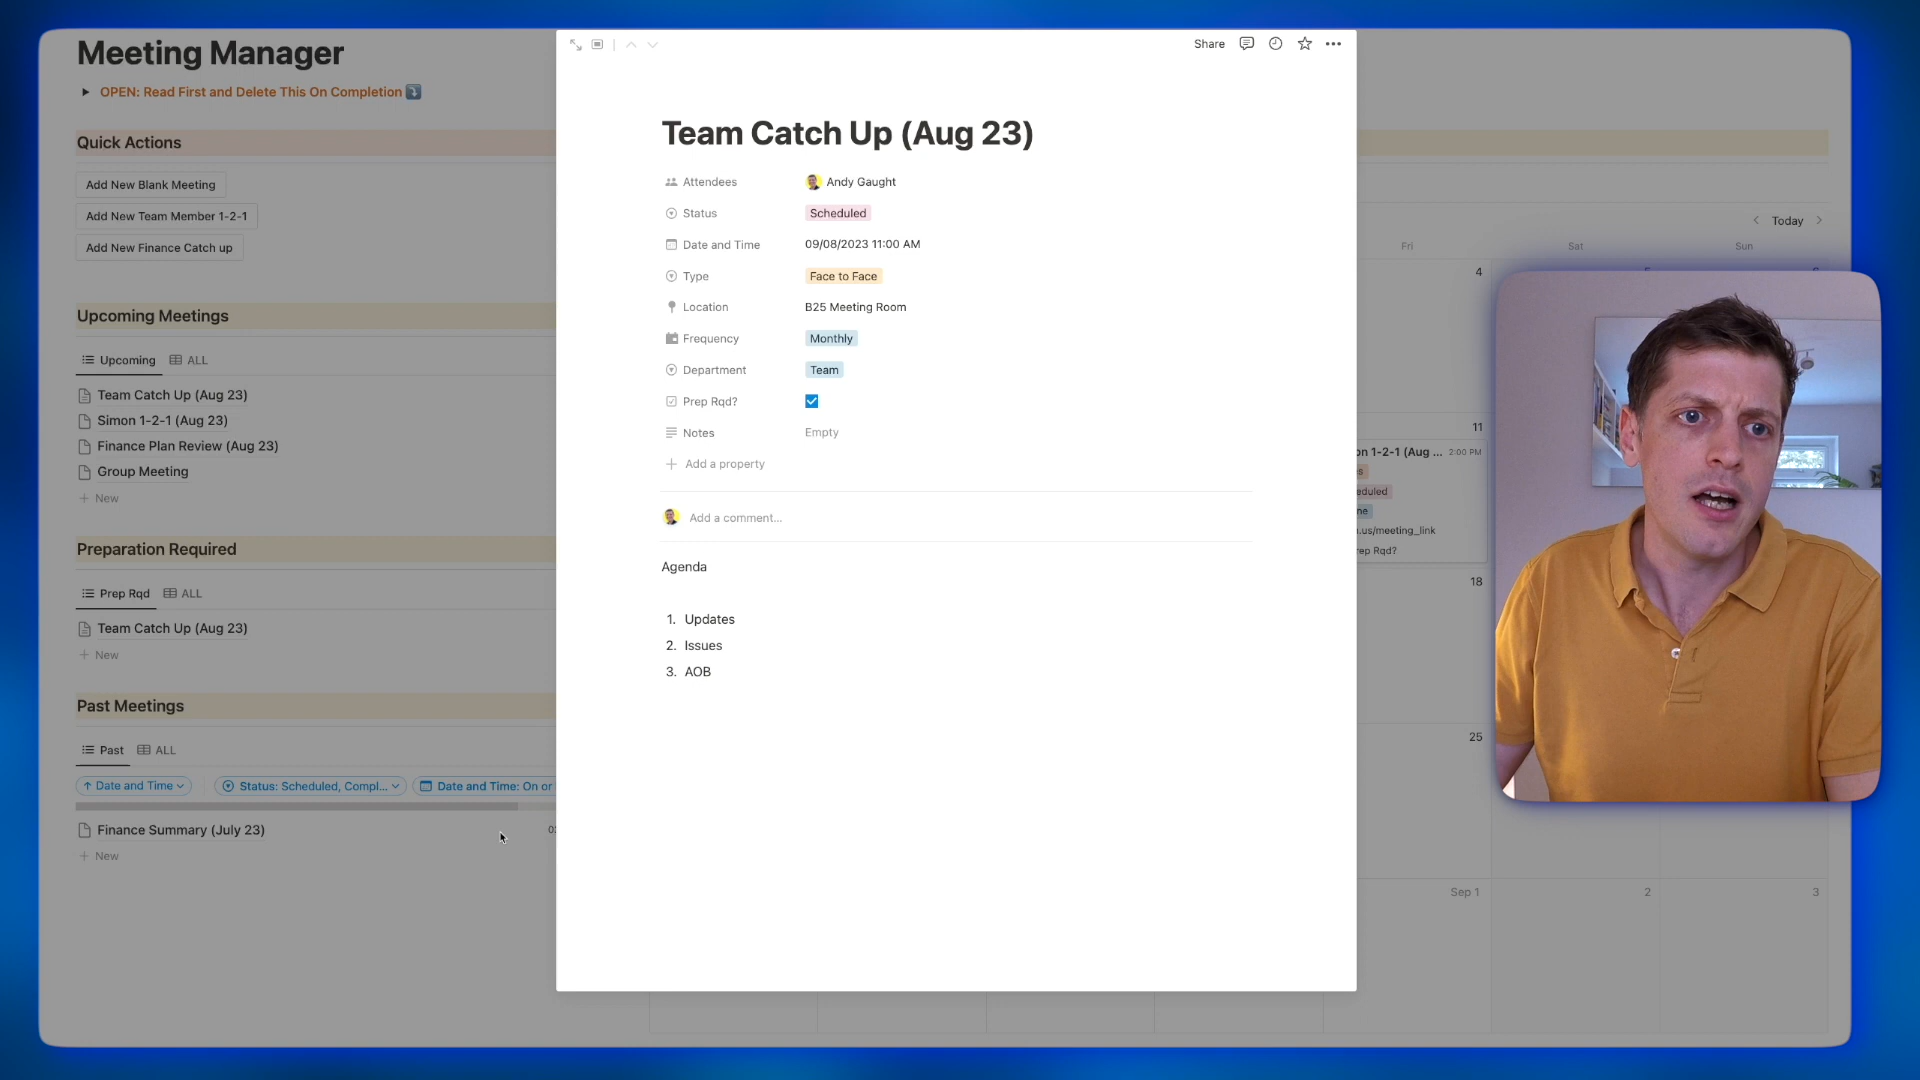 Meeting Manager
OPEN: Read First and Delete This On Completion
Quick Actions
Add New Blank Meeting
Add New Team Member 1-2-1
Add New Finance Catch up
Upcoming Meetings
Upcoming ALL
Team Catch Up (Aug 23)
Simon 1-2-1 (Aug 23)
Finance Plan Review (Aug 23)
Group Meeting
New
Preparation Required
Prep Rqd ALL
Team Catch Up (Aug 23)
New
Past Meetings
Past ALL
Date and Time Status: Scheduled, Compl... Date and Time: On or
Finance Summary (July 23)
New
Share
Team Catch Up (Aug 23)
Attendees Andy Gaught
Status Scheduled
Date and Time 09/08/2023 11:00 AM
Type Face to Face
Location B25 Meeting Room
Frequency Monthly
Department Team
Prep Rqd?
Notes Empty
Add a property
Add a comment...
Agenda
1. Updates
2. Issues
3. AOB
Today
Fri Sat Sun
4
11
on 1-2-1 (Aug ... 2:00 PM
eduled
ne
.us/meeting_link
rep Rqd?
18
25
Sep 1 2 3